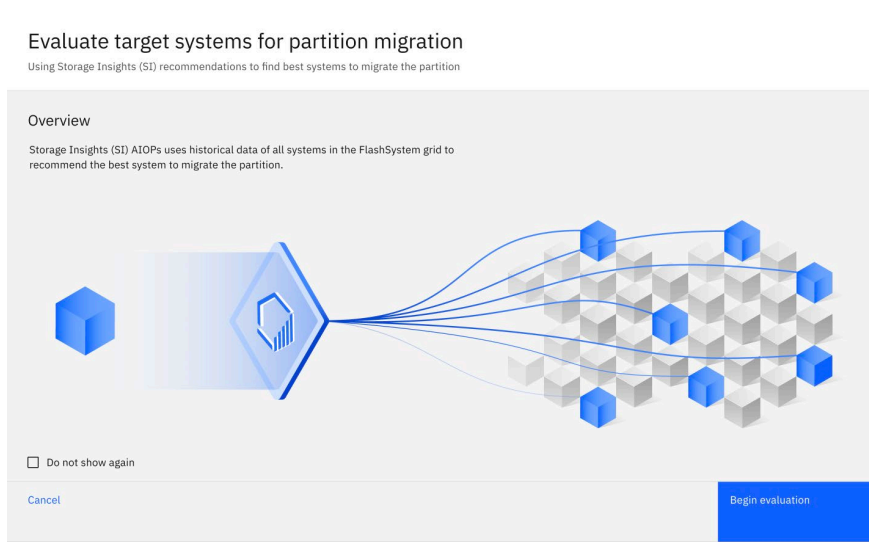 Evaluate target systems for partition migration
Using Storage Insights (SI) recommendations to find best systems to migrate the partition
Overview
Storage Insights (SI) AIOPs uses historical data of all systems in the FlashSystem grid to
recommend the best system to migrate the partition.
Do not show again
Cancel
Begin evaluation